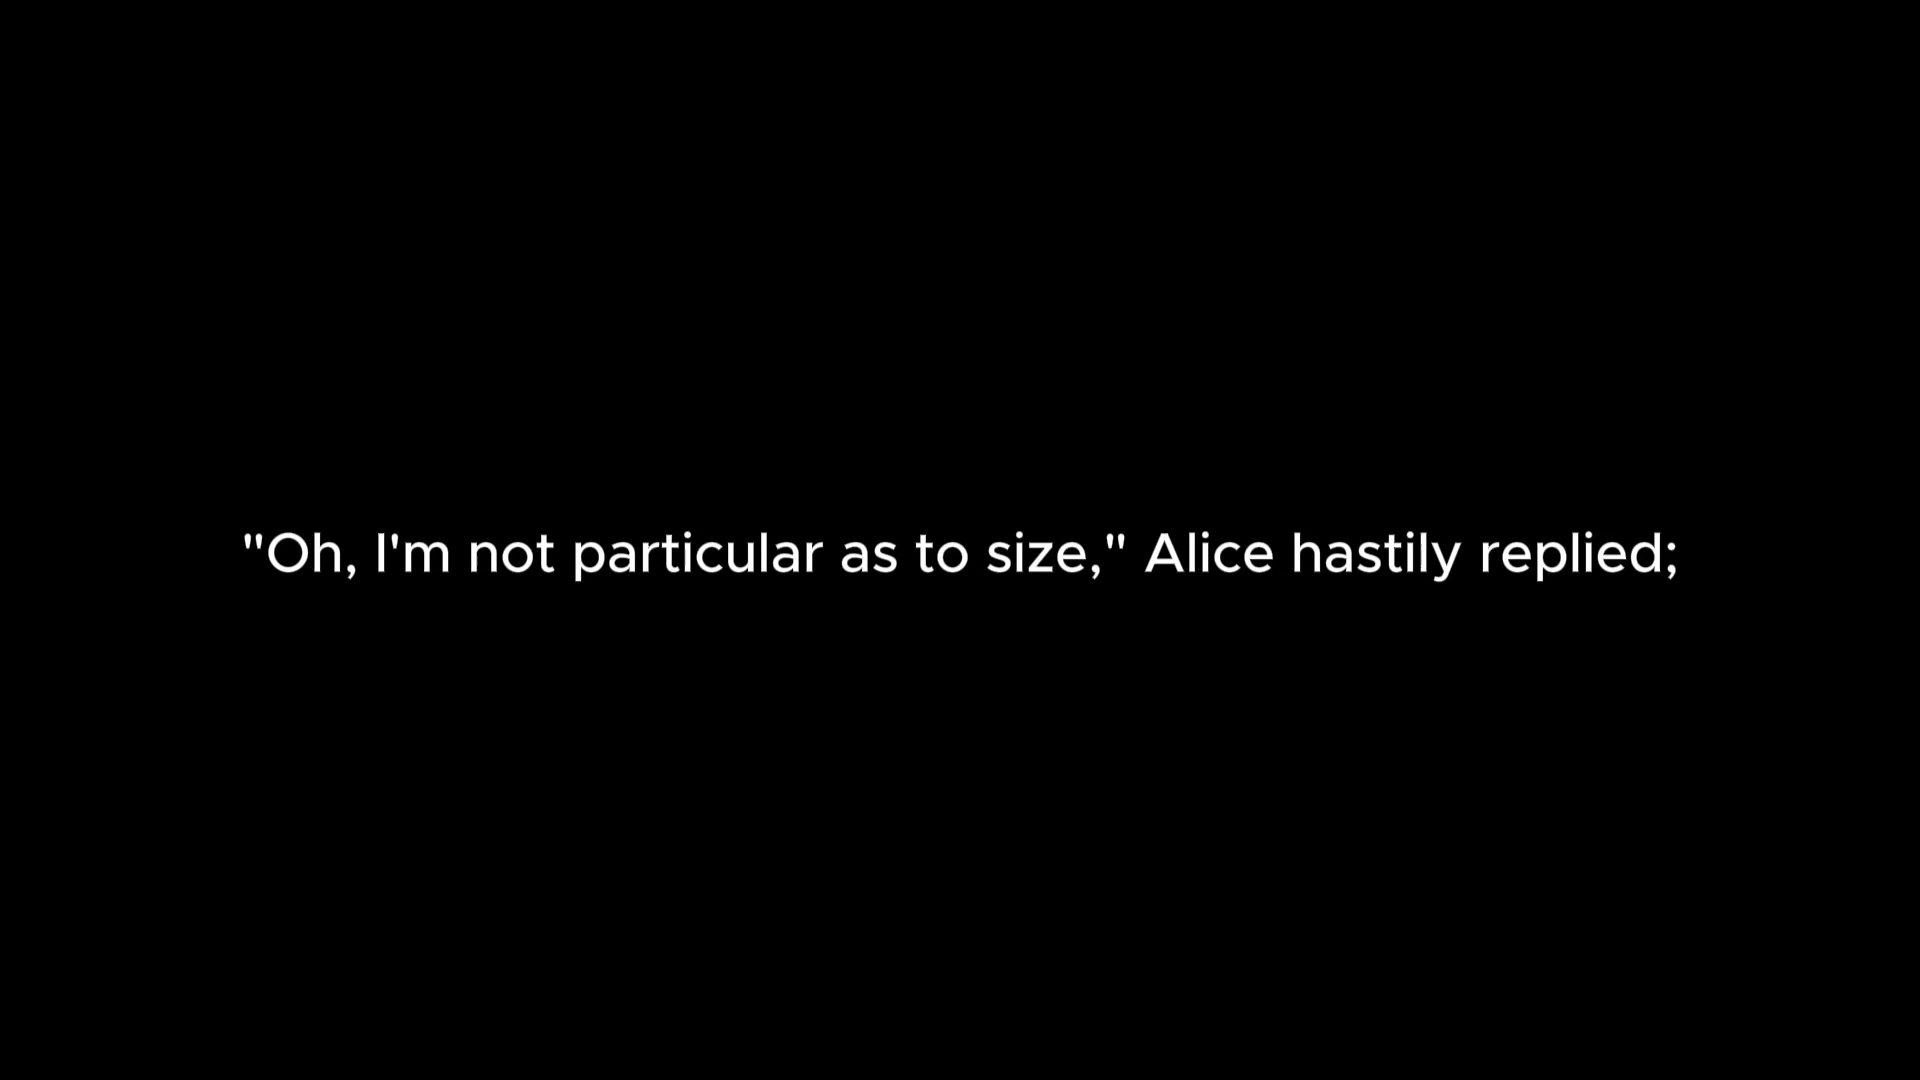 "Oh, I'm not particular as to size," Alice hastily replied;